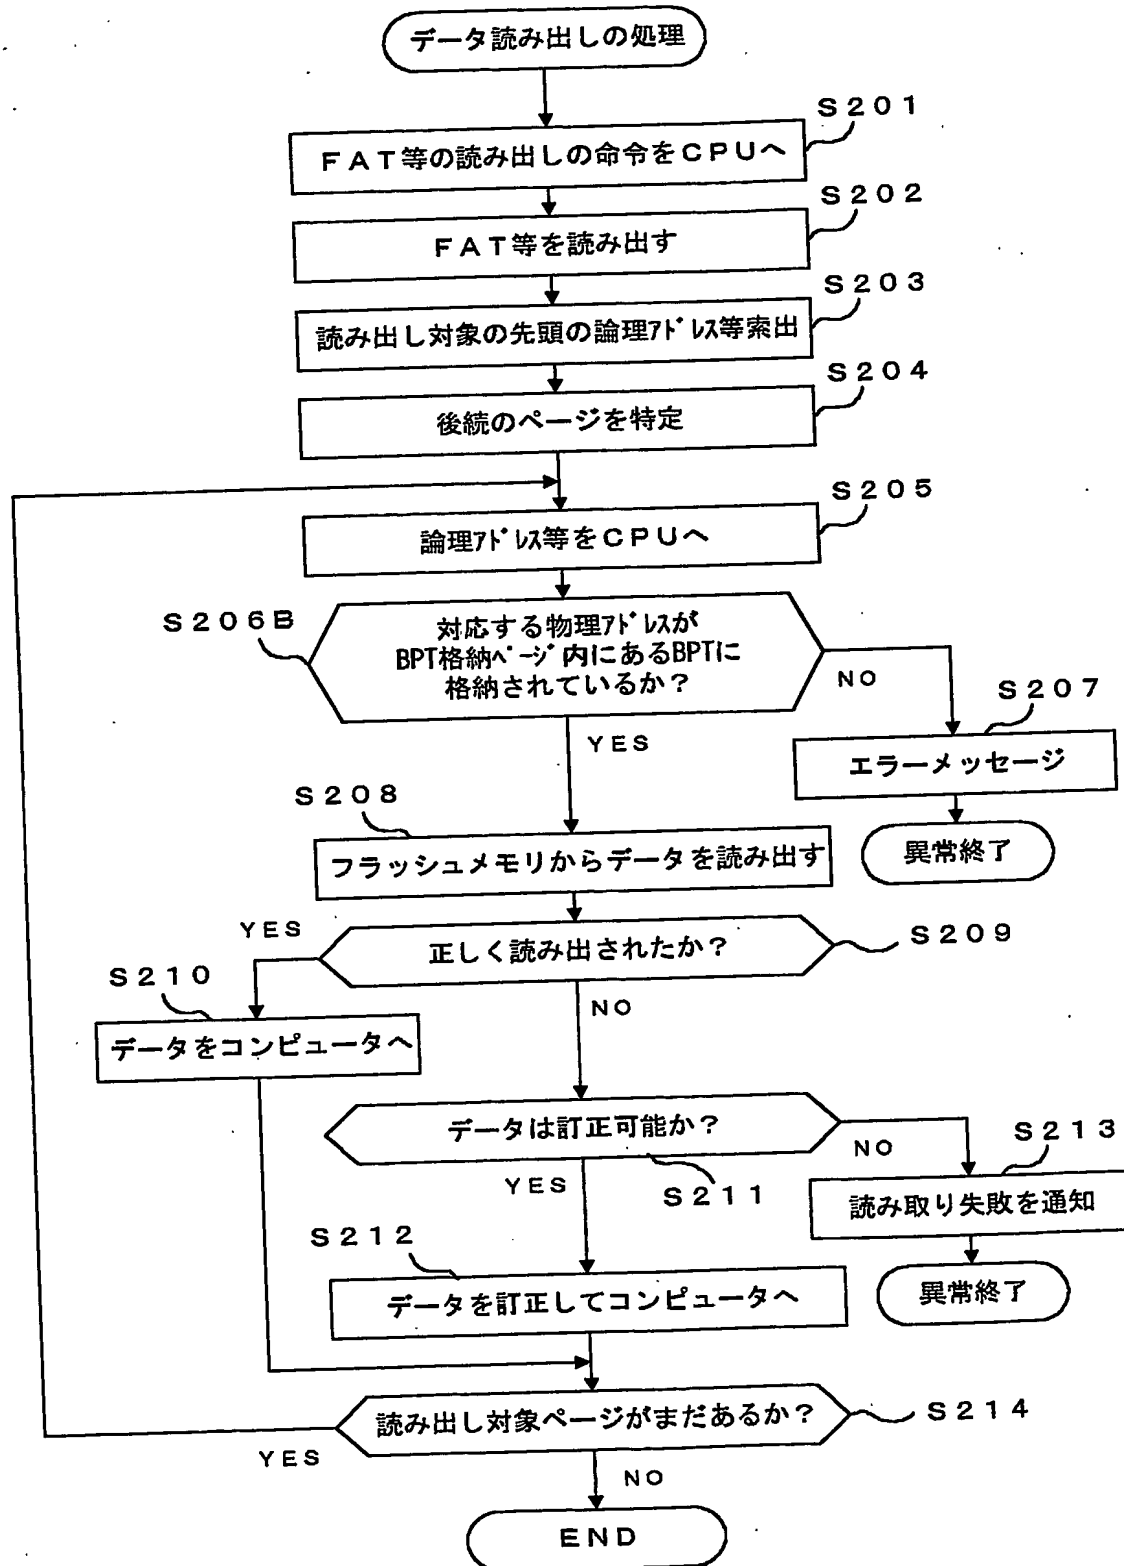 データ読み出しの処理
S201
FAT等の読み出しの命令をCPUへ
S202
FAT等を読み出す
S203
読み出し対象の先頭の論理ｱﾄﾞﾚｽ等索出
S204
後続のページを特定
S205
論理ｱﾄﾞﾚｽ等をCPUへ
S206B
対応する物理ｱﾄﾞﾚｽが
BPT格納ﾍﾟｰｼﾞ内にあるBPTに
格納されているか？
NO
S207
YES
エラーメッセージ
S208
異常終了
フラッシュメモリからデータを読み出す
YES
正しく読み出されたか？
S209
S210
NO
データをコンピュータへ
データは訂正可能か？
NO
S213
YES
S211
読み取り失敗を通知
S212
異常終了
データを訂正してコンピュータへ
読み出し対象ページがまだあるか？
S214
YES
NO
END